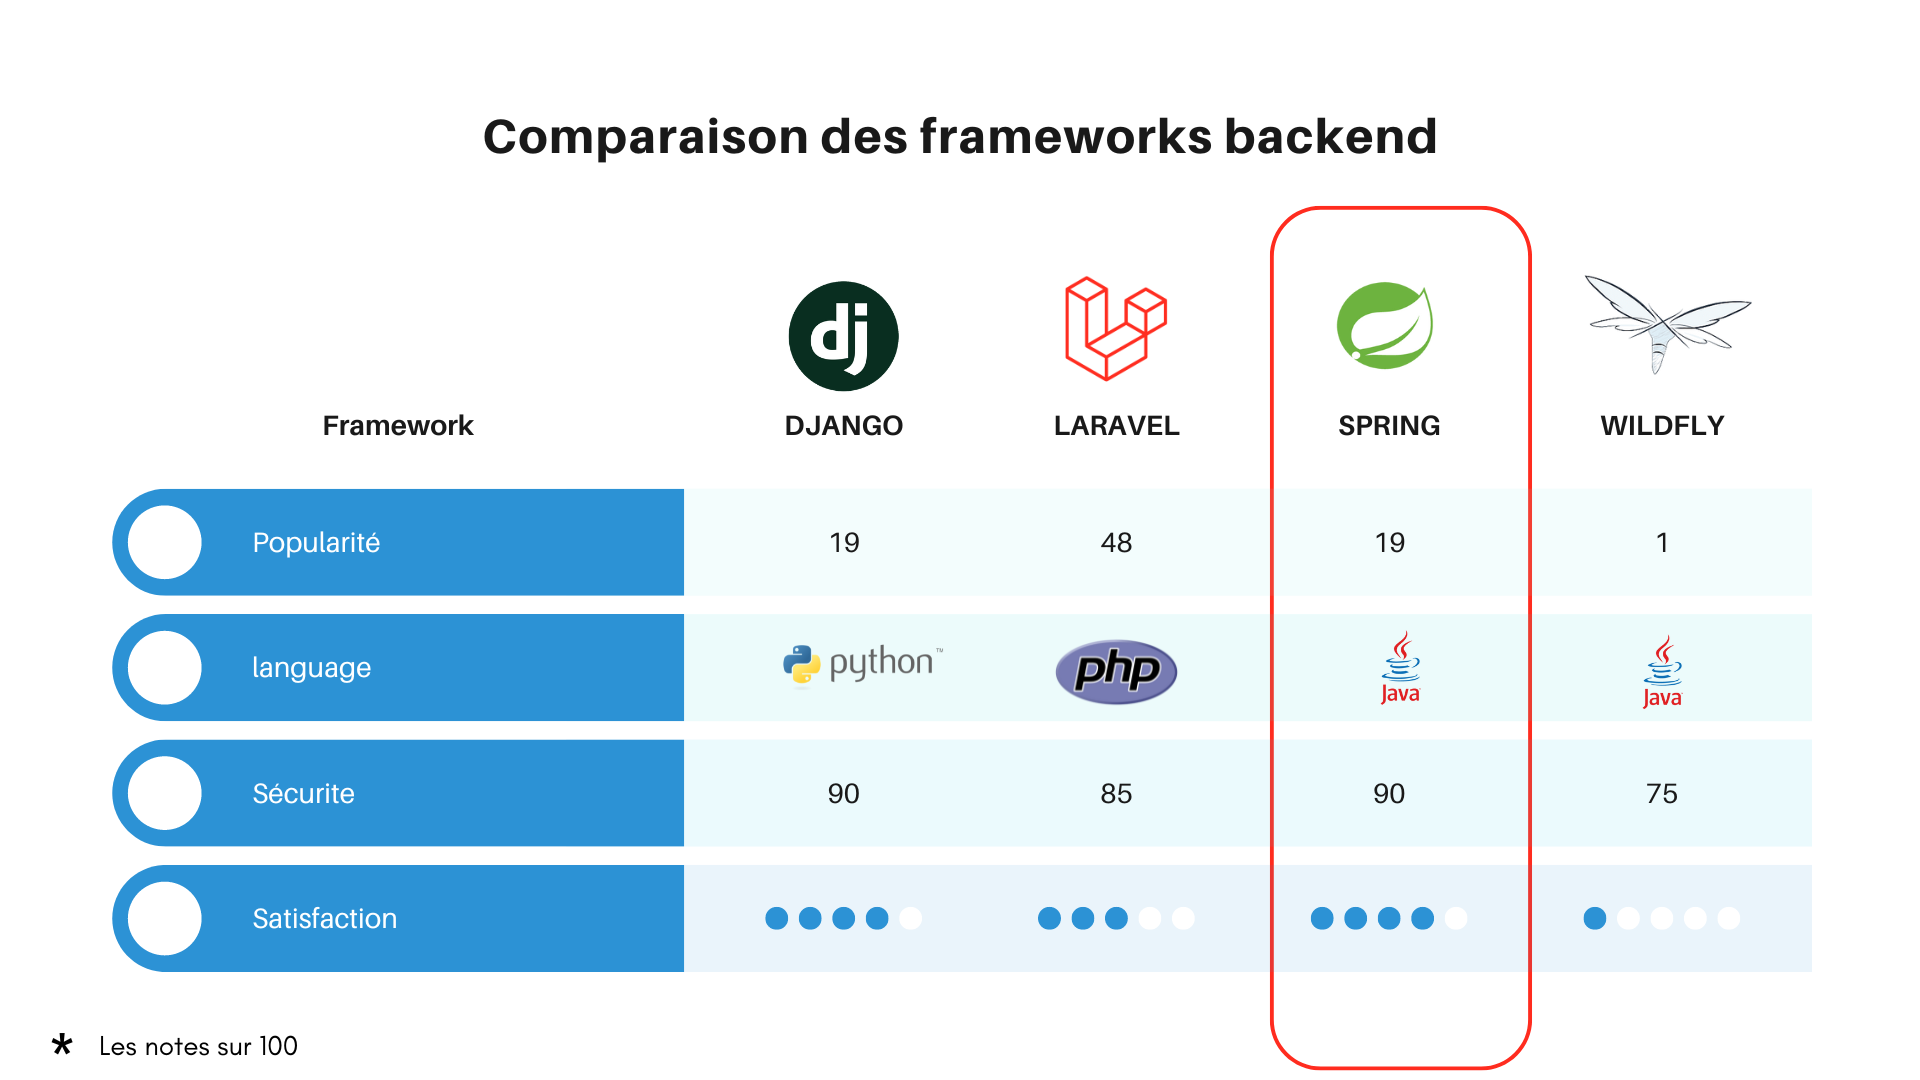 Comparaison des frameworks backend
dj
Framework
DJANGO
LARAVEL
SPRING
WILDFLY
Popularité
19
48
19
1
language
python™
php
Java
Java
Sécurite
90
85
90
75
Satisfaction
* Les notes sur 100